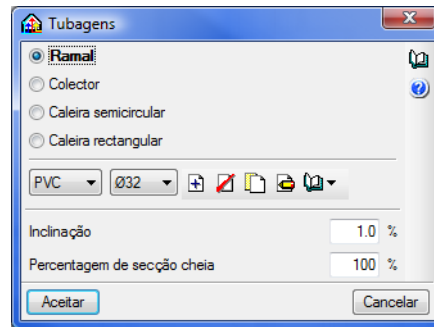 Tubagens
Ramal
Colector
Caleira semicircular
Caleira rectangular
PVC Ø32
Inclinação 1.0 %
Percentagem de secção cheia 100 %
Aceitar Cancelar